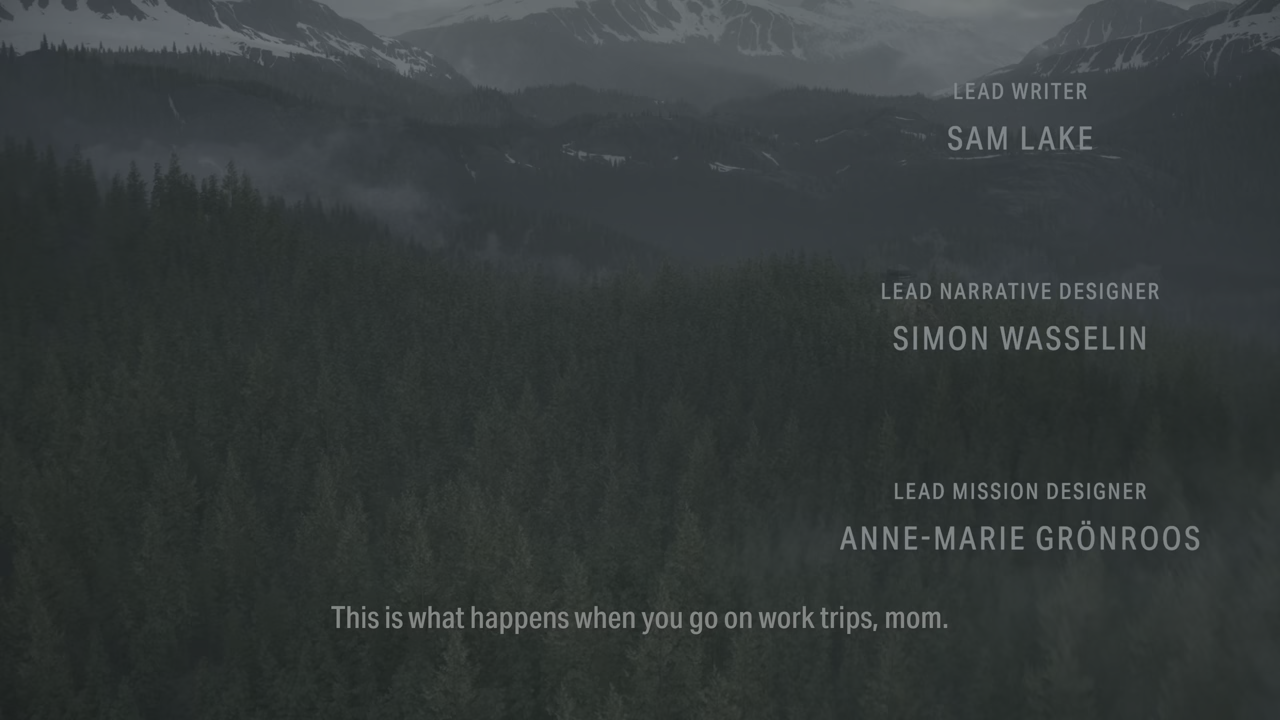 LEAD WRITER
SAM LAKE
LEAD NARRATIVE DESIGNER
SIMON WASSELIN
LEAD MISSION DESIGNER
ANNE-MARIE GRÖNROOS
This is what happens when you go on work trips, mom.